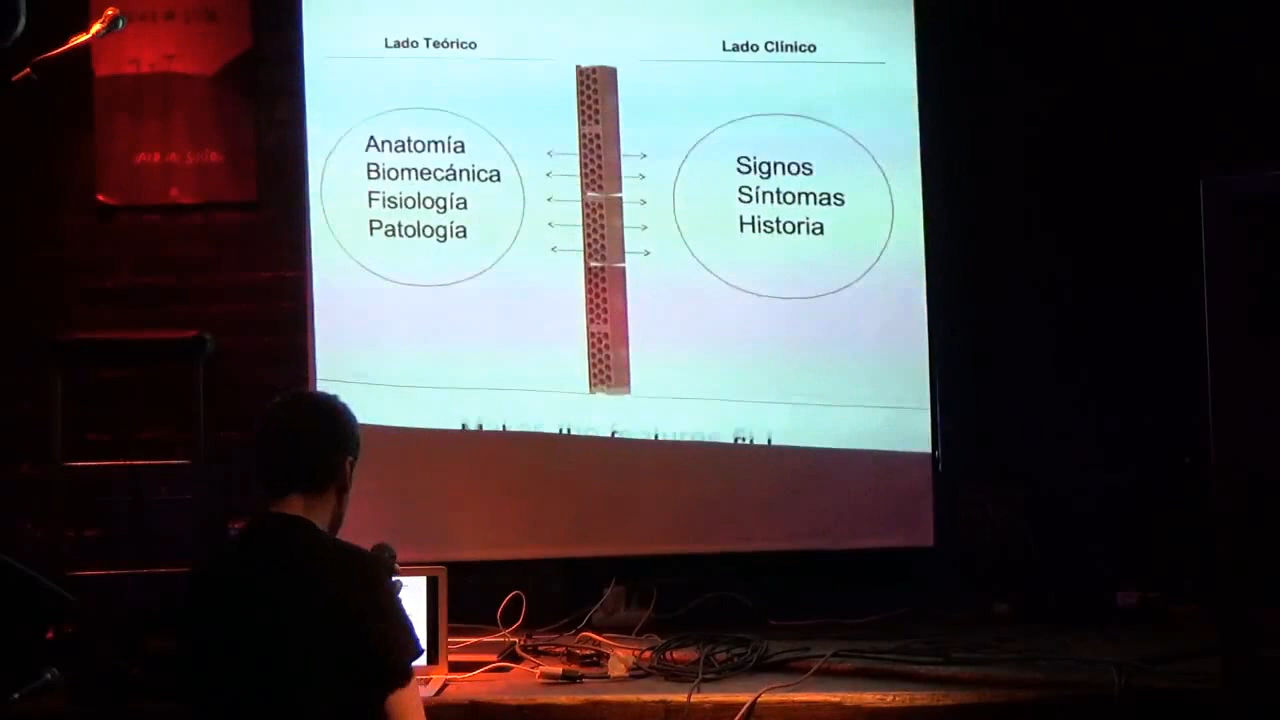 Lado Teórico
Lado Clínico
Anatomía
Biomecánica
Fisiología
Patología
Signos
Síntomas
Historia